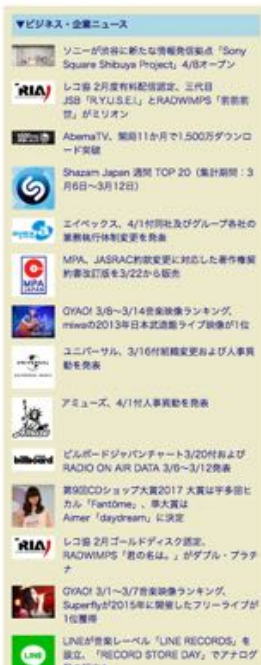 ▼ビジネス・企業ニュース
ソニーが渋谷に新たな情報発信拠点「Sony
Square Shibuya Project」4/8オープン
RIAJ
レコ協 2月度有料配信認定、三代目
JSB「R.Y.U.S.E.I.」とRADWIMPS「前前前
世」がミリオン
AbemaTV、開局11か月で1,500万ダウンロ
ード突破
Shazam Japan 週間 TOP 20（集計期間：3
月6日〜3月12日）
エイベックス、4/1付同社及びグループ各社の
業務執行体制変更を発表
MPA
JAPAN
MPA、JASRAC約款変更に対応した著作権契
約書改訂版を3/22から販売
GYAO! 3/8〜3/14音楽映像ランキング、
miwaの2013年日本武道館ライブ映像が1位
UNIVERSAL
ユニバーサル、3/16付組織変更および人事異
動を発表
アミューズ、4/1付人事異動を発表
billboard
ビルボードジャパンチャート3/20付および
RADIO ON AIR DATA 3/6〜3/12発表
第9回CDショップ大賞2017 大賞は宇多田ヒ
カル「Fantôme」、準大賞は
Aimer「daydream」に決定
RIAJ
レコ協 2月ゴールドディスク認定、
RADWIMPS「君の名は。」がダブル・プラチ
ナ
GYAO! 3/1〜3/7音楽映像ランキング、
Superflyが2015年に開催したフリーライブが
1位獲得
LINE
LINEが音楽レーベル「LINE RECORDS」を
設立、「RECORD STORE DAY」でアナログ